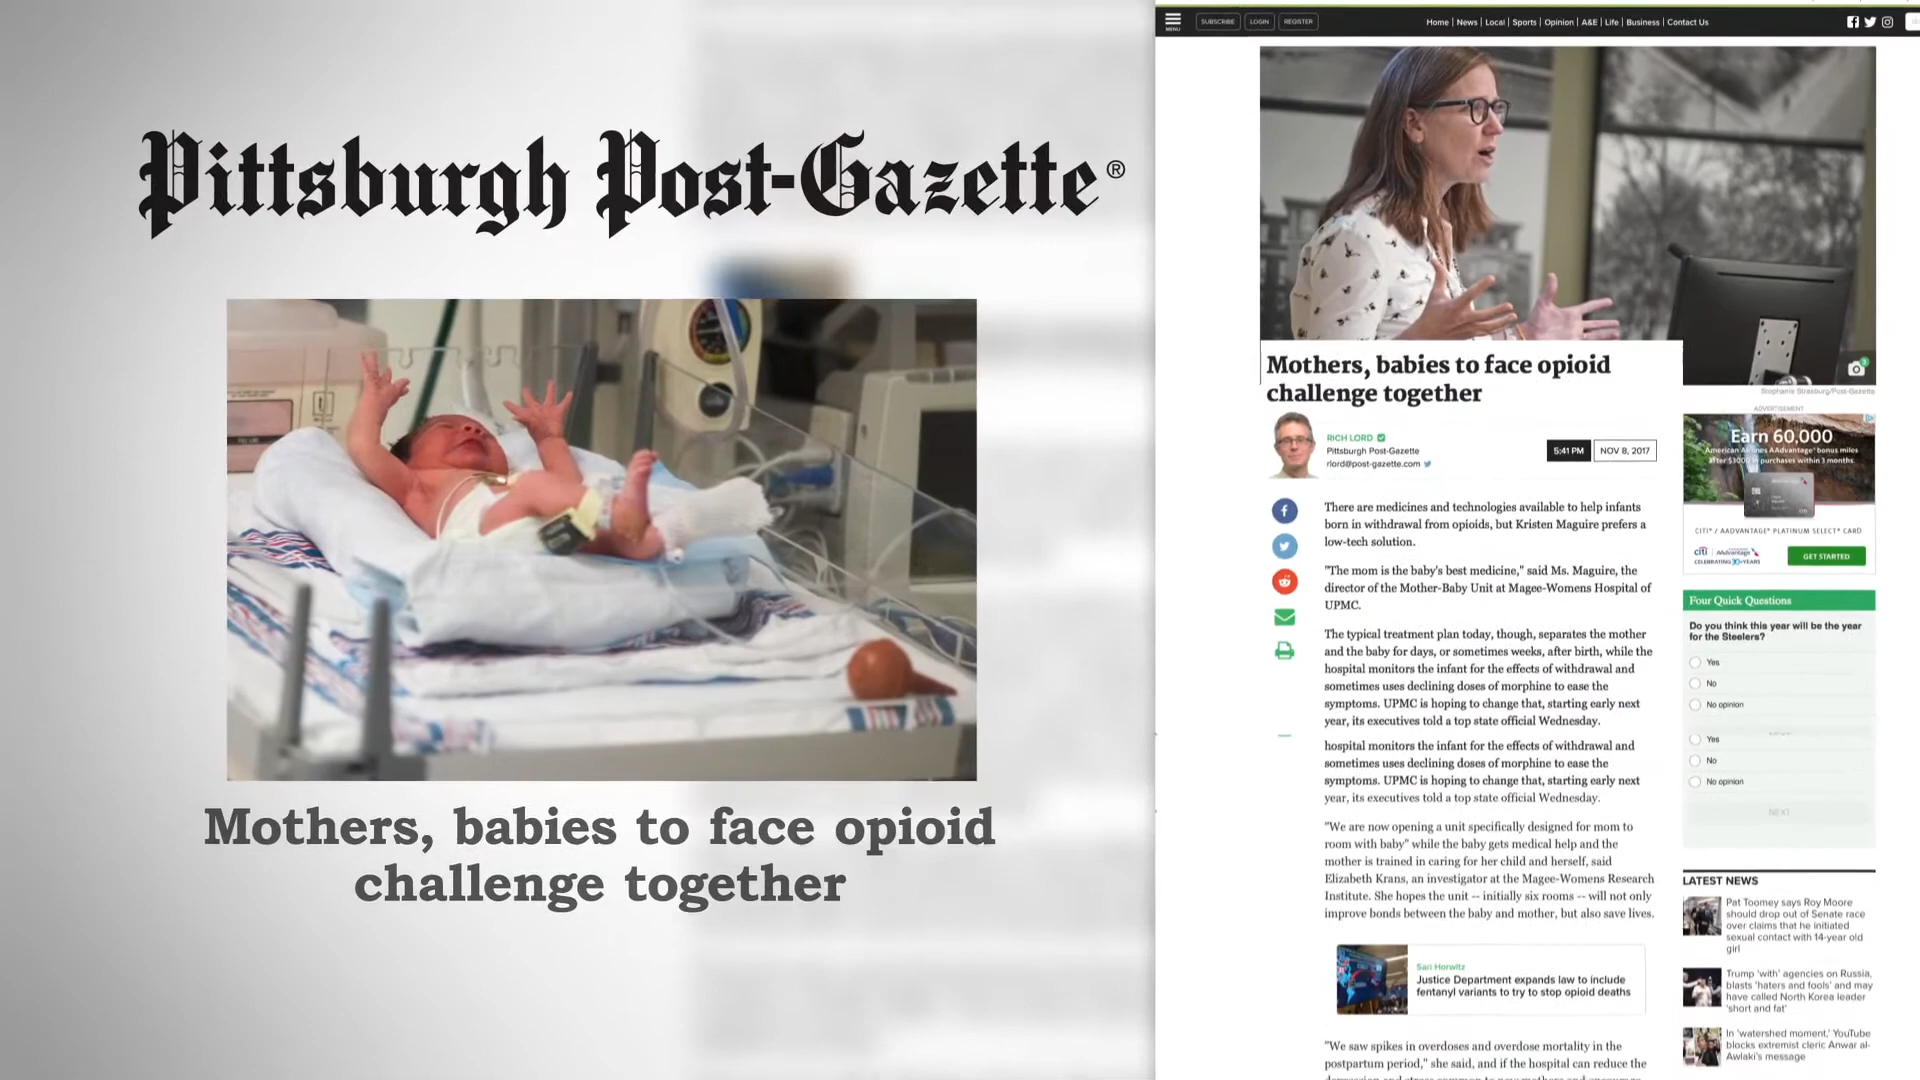 Pittsburgh Post-Gazette®
Mothers, babies to face opioid
challenge together
MENU
SUBSCRIBE
LOGIN
REGISTER
Home | News | Local | Sports | Opinion | A&E | Life | Business | Contact Us
3
Stephanie Strasburg/Post-Gazette
Mothers, babies to face opioid
challenge together
RICH LORD
Pittsburgh Post-Gazette
rlord@post-gazette.com
5:41 PM
NOV 8, 2017
There are medicines and technologies available to help infants
born in withdrawal from opioids, but Kristen Maguire prefers a
low-tech solution.
"The mom is the baby's best medicine," said Ms. Maguire, the
director of the Mother-Baby Unit at Magee-Womens Hospital of
UPMC.
The typical treatment plan today, though, separates the mother
and the baby for days, or sometimes weeks, after birth, while the
hospital monitors the infant for the effects of withdrawal and
sometimes uses declining doses of morphine to ease the
symptoms. UPMC is hoping to change that, starting early next
year, its executives told a top state official Wednesday.
hospital monitors the infant for the effects of withdrawal and
sometimes uses declining doses of morphine to ease the
symptoms. UPMC is hoping to change that, starting early next
year, its executives told a top state official Wednesday.
"We are now opening a unit specifically designed for mom to
room with baby" while the baby gets medical help and the
mother is trained in caring for her child and herself, said
Elizabeth Krans, an investigator at the Magee-Womens Research
Institute. She hopes the unit -- initially six rooms -- will not only
improve bonds between the baby and mother, but also save lives.
Sari Horwitz
Justice Department expands law to include
fentanyl variants to try to stop opioid deaths
"We saw spikes in overdoses and overdose mortality in the
postpartum period," she said, and if the hospital can reduce the
ADVERTISEMENT
Earn 60,000
American Airlines AAdvantage® bonus miles
after $3000 in purchases within 3 months.
CITI® / AADVANTAGE® PLATINUM SELECT® CARD
citi AAdvantage
CELEBRATING 30+YEARS
GET STARTED
Four Quick Questions
Do you think this year will be the year
for the Steelers?
Yes
No
No opinion
Yes
No
No opinion
NEXT
LATEST NEWS
Pat Toomey says Roy Moore
should drop out of Senate race
over claims that he initiated
sexual contact with 14-year old
girl
Trump 'with' agencies on Russia,
blasts 'haters and fools' and may
have called North Korea leader
'short and fat'
In 'watershed moment,' YouTube
blocks extremist cleric Anwar al-
Awlaki's message